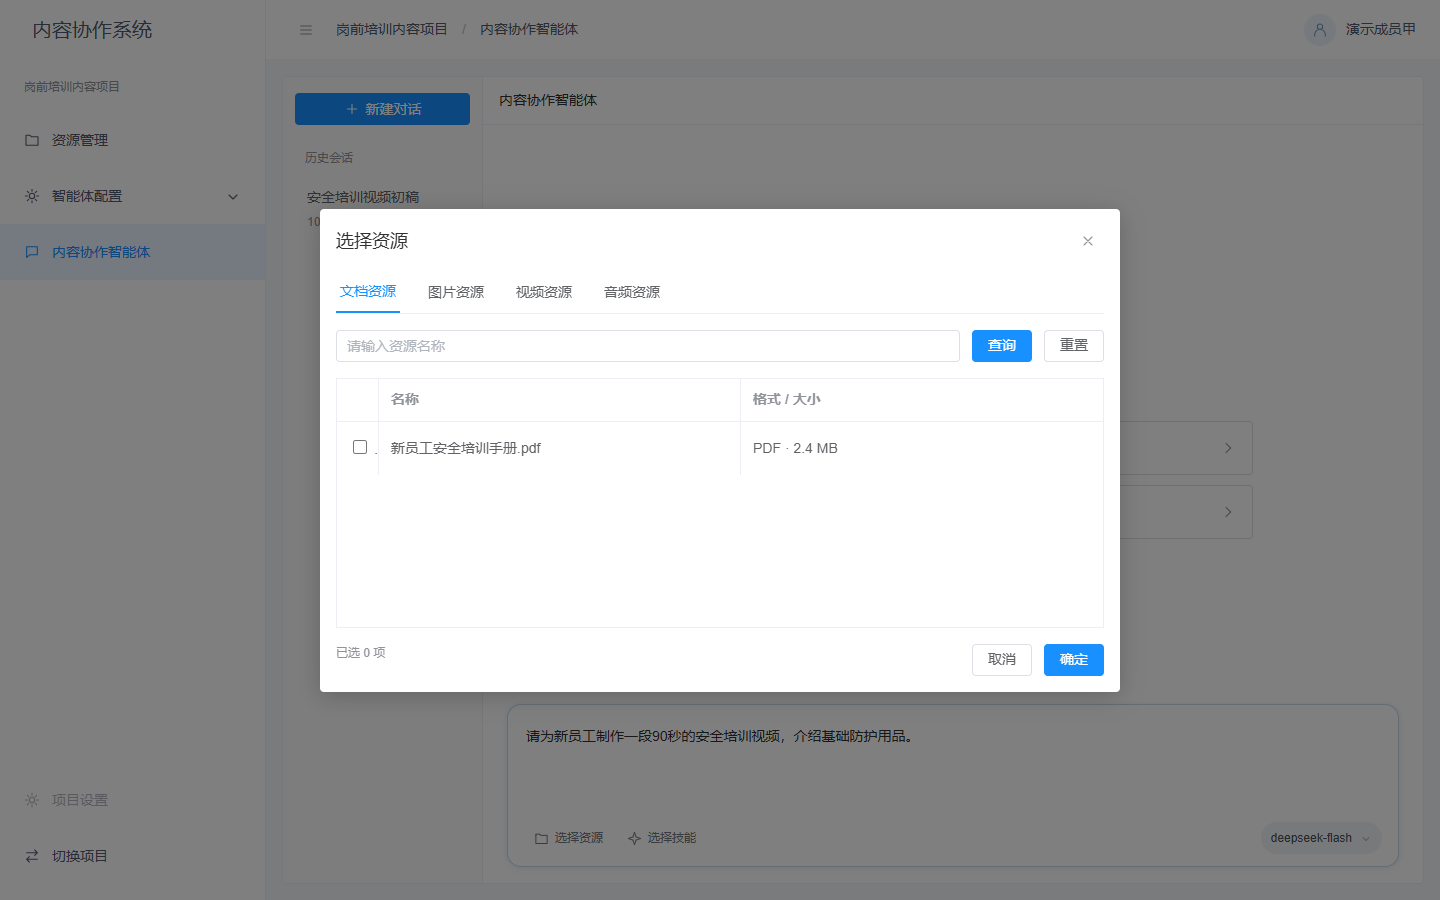 内容协作系统
岗前培训内容项目 / 内容协作智能体
演示成员甲
岗前培训内容项目
资源管理
智能体配置
内容协作智能体
项目设置
切换项目
+ 新建对话
历史会话
安全培训视频初稿
10
内容协作智能体
选择资源
文档资源 图片资源 视频资源 音频资源
请输入资源名称 查询 重置
名称 格式 / 大小
新员工安全培训手册.pdf PDF · 2.4 MB
已选 0 项 取消 确定
请为新员工制作一段90秒的安全培训视频，介绍基础防护用品。
选择资源 选择技能 deepseek-flash